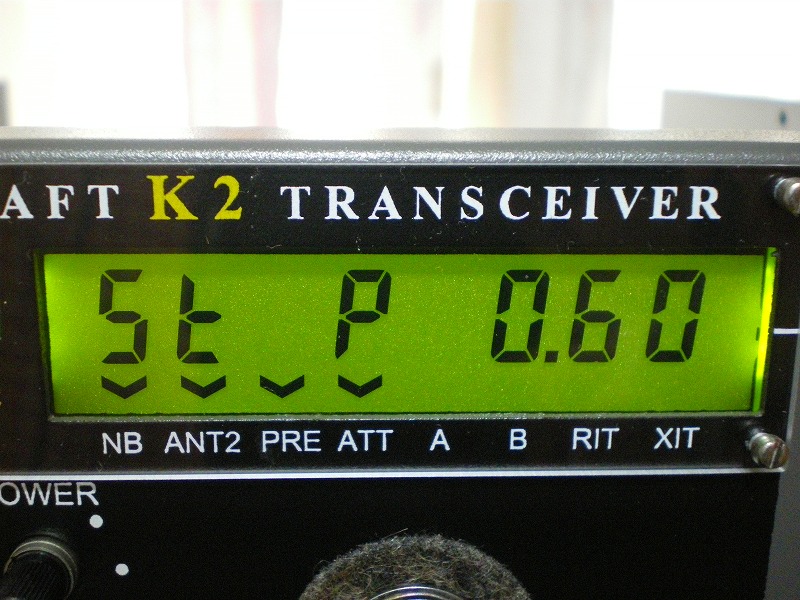 AFT K2 TRANSCEIVER
St P 0.60
NB ANT2 PRE ATT A B RIT XIT
OWER